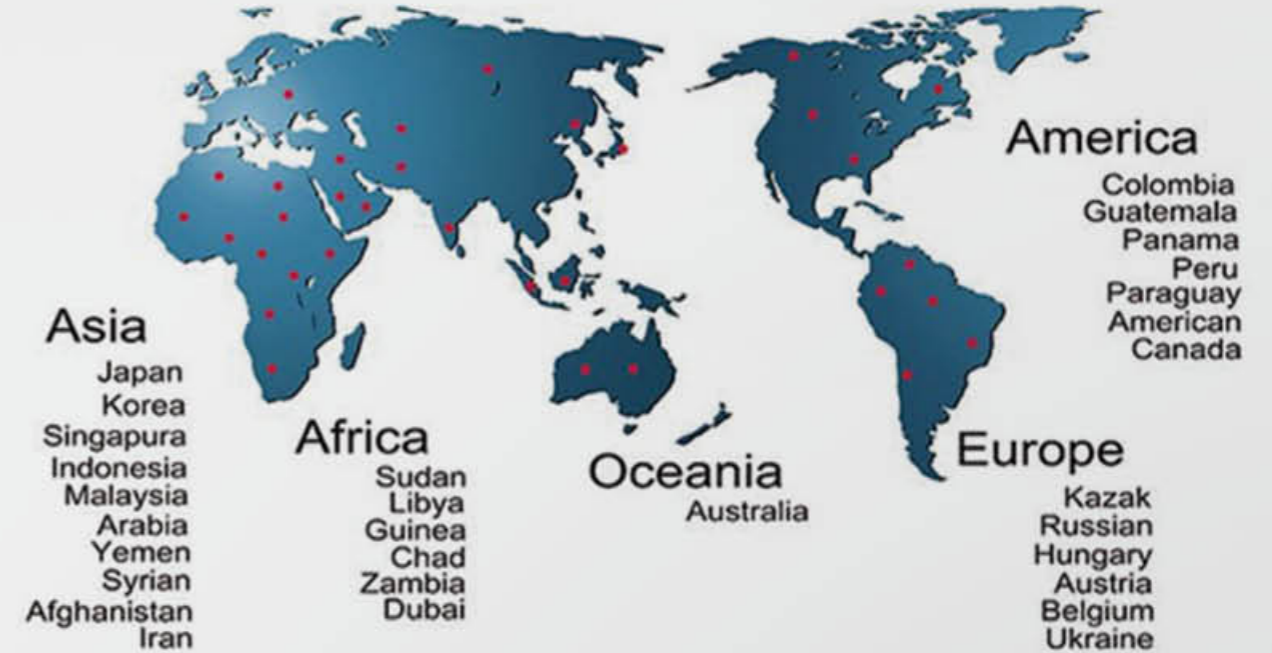 Asia
Japan
Korea
Singapura
Indonesia
Malaysia
Arabia
Yemen
Syrian
Afghanistan
Iran
Africa
Sudan
Libya
Guinea
Chad
Zambia
Dubai
Oceania
Australia
America
Colombia
Guatemala
Panama
Peru
Paraguay
American
Canada
Europe
Kazak
Russian
Hungary
Austria
Belgium
Ukraine